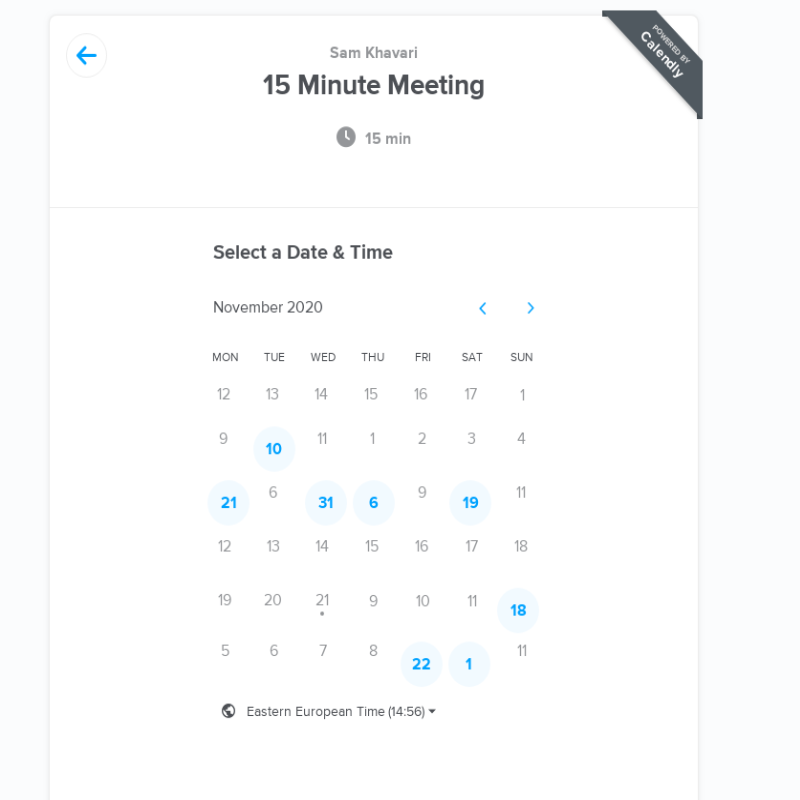 Sam Khavari
POWERED BY
Calendly
15 Minute Meeting
15 min
Select a Date & Time
November 2020
MON TUE WED THU FRI SAT SUN
12 13 14 15 16 17 1
9 10 11 1 2 3 4
21 6 31 6 9 19 11
12 13 14 15 16 17 18
19 20 21 9 10 11 18
5 6 7 8 22 1 11
Eastern European Time (14:56)